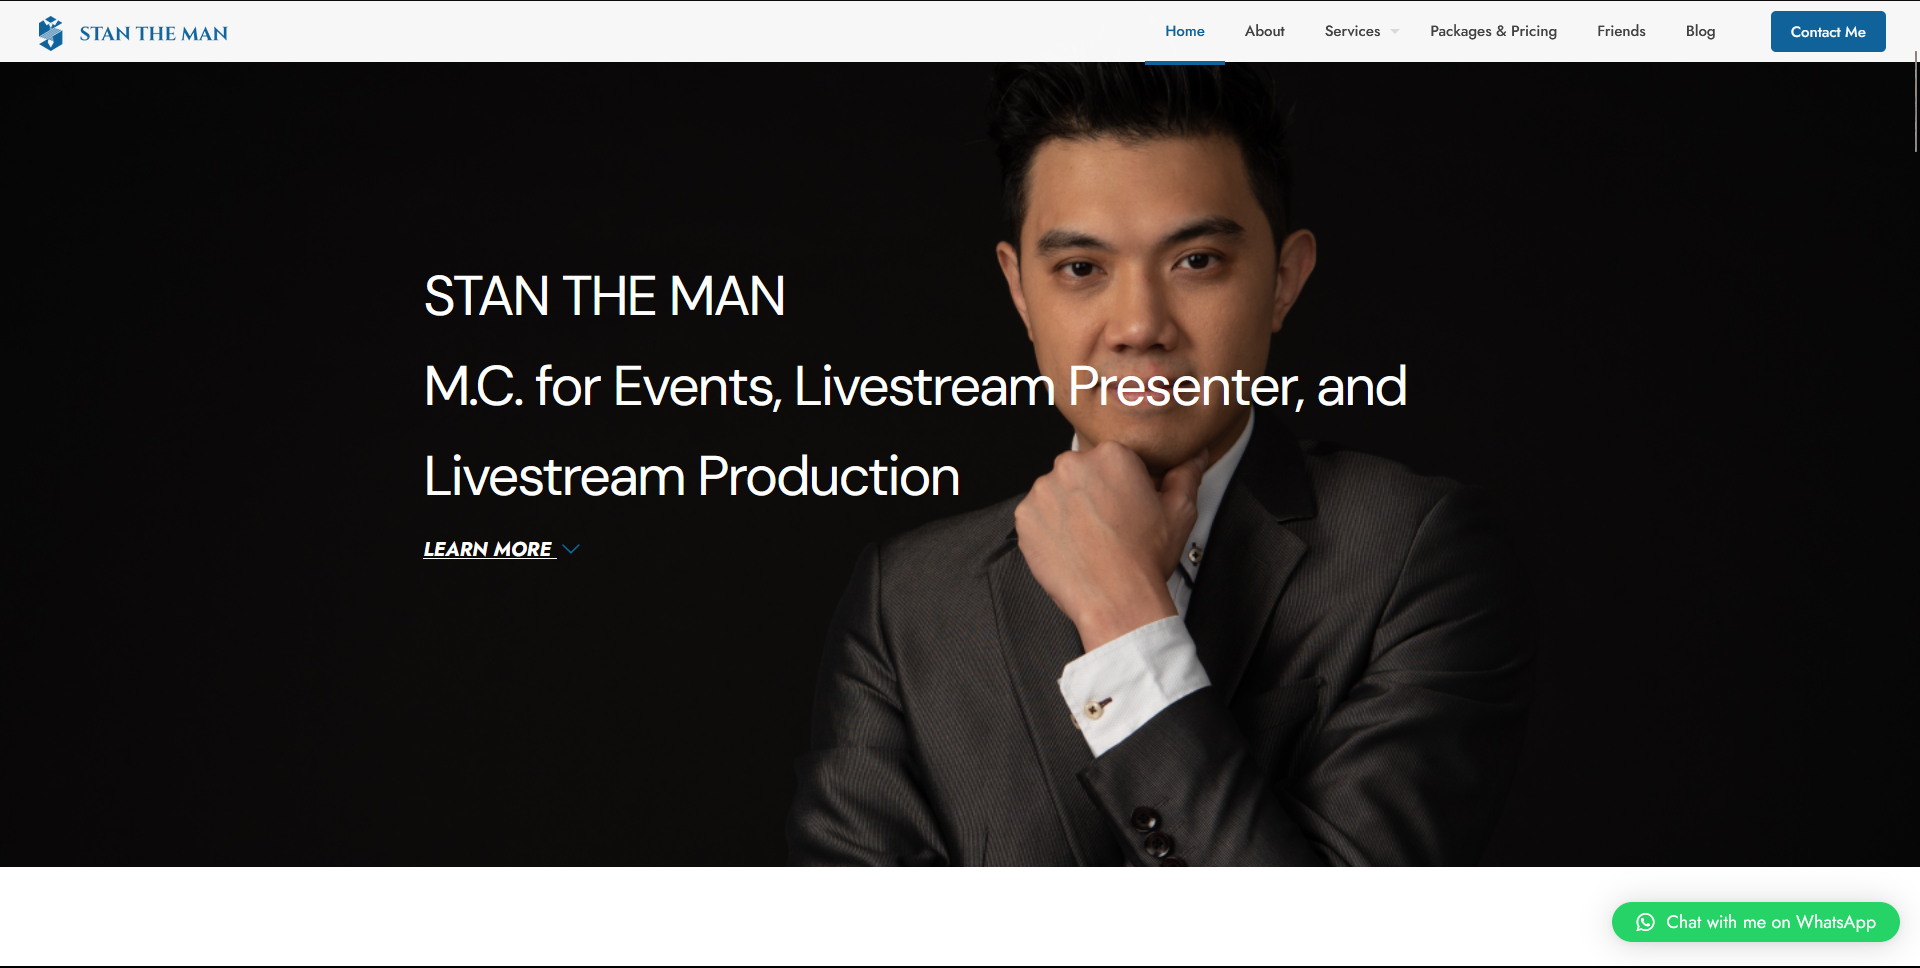 STAN THE MAN
Home
About
Services
Packages & Pricing
Friends
Blog
Contact Me
STAN THE MAN
M.C. for Events, Livestream Presenter, and
Livestream Production
LEARN MORE
Chat with me on WhatsApp